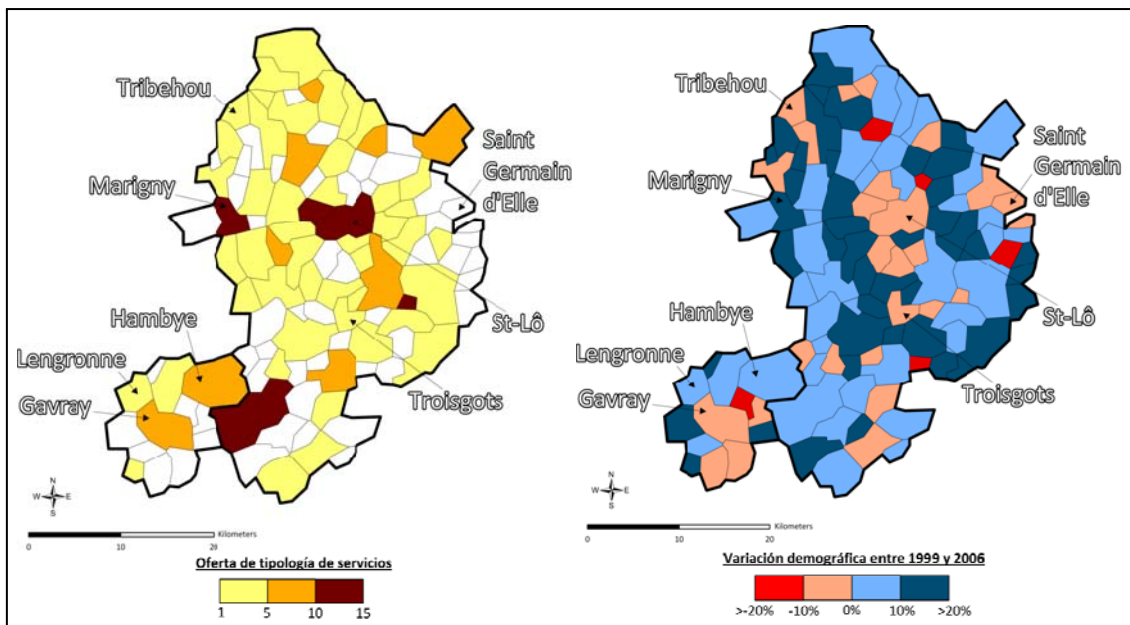 Tribehou
Marigny
Saint
Germain
d'Elle
Hambye
Lengronne
Gavray
St-Lô
Troisgots
N
W E
S
Kilometers
0 10 20
Oferta de tipología de servicios
1 5 10 15
Tribehou
Marigny
Saint
Germain
d'Elle
Hambye
Lengronne
Gavray
St-Lô
Troisgots
N
W E
S
Kilometers
0 10 20
Variación demográfica entre 1999 y 2006
>-20% -10% 0% 10% >20%